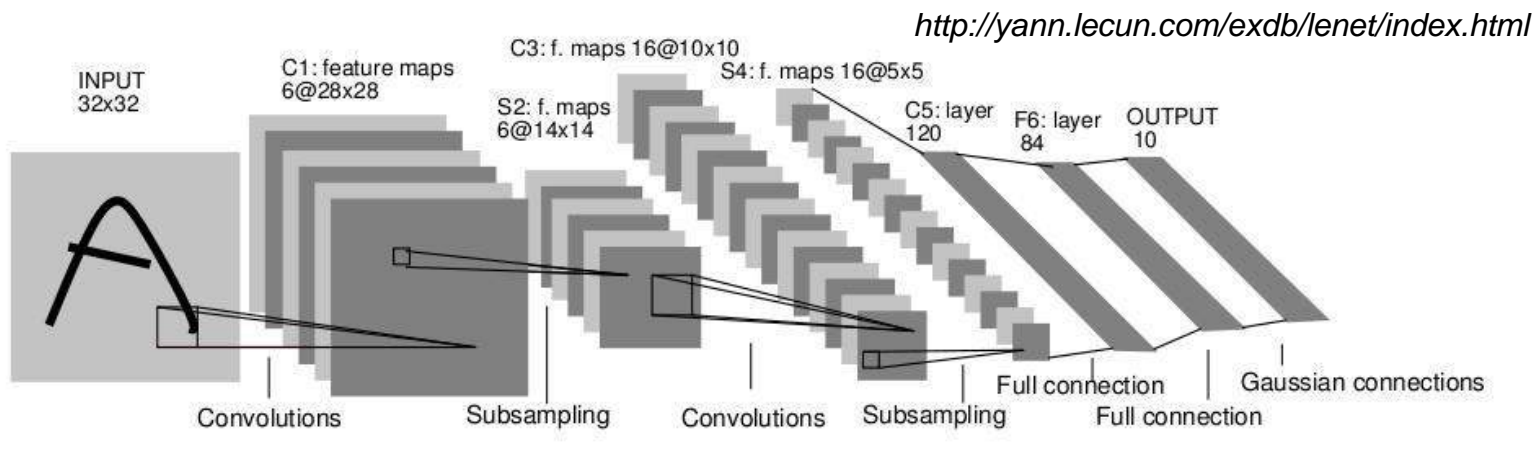 http://yann.lecun.com/exdb/lenet/index.html
INPUT
32x32
C1: feature maps
6@28x28
S2: f. maps
6@14x14
C3: f. maps 16@10x10
S4: f. maps 16@5x5
C5: layer
120
F6: layer
84
OUTPUT
10
Convolutions
Subsampling
Convolutions
Subsampling
Full connection
Full connection
Gaussian connections